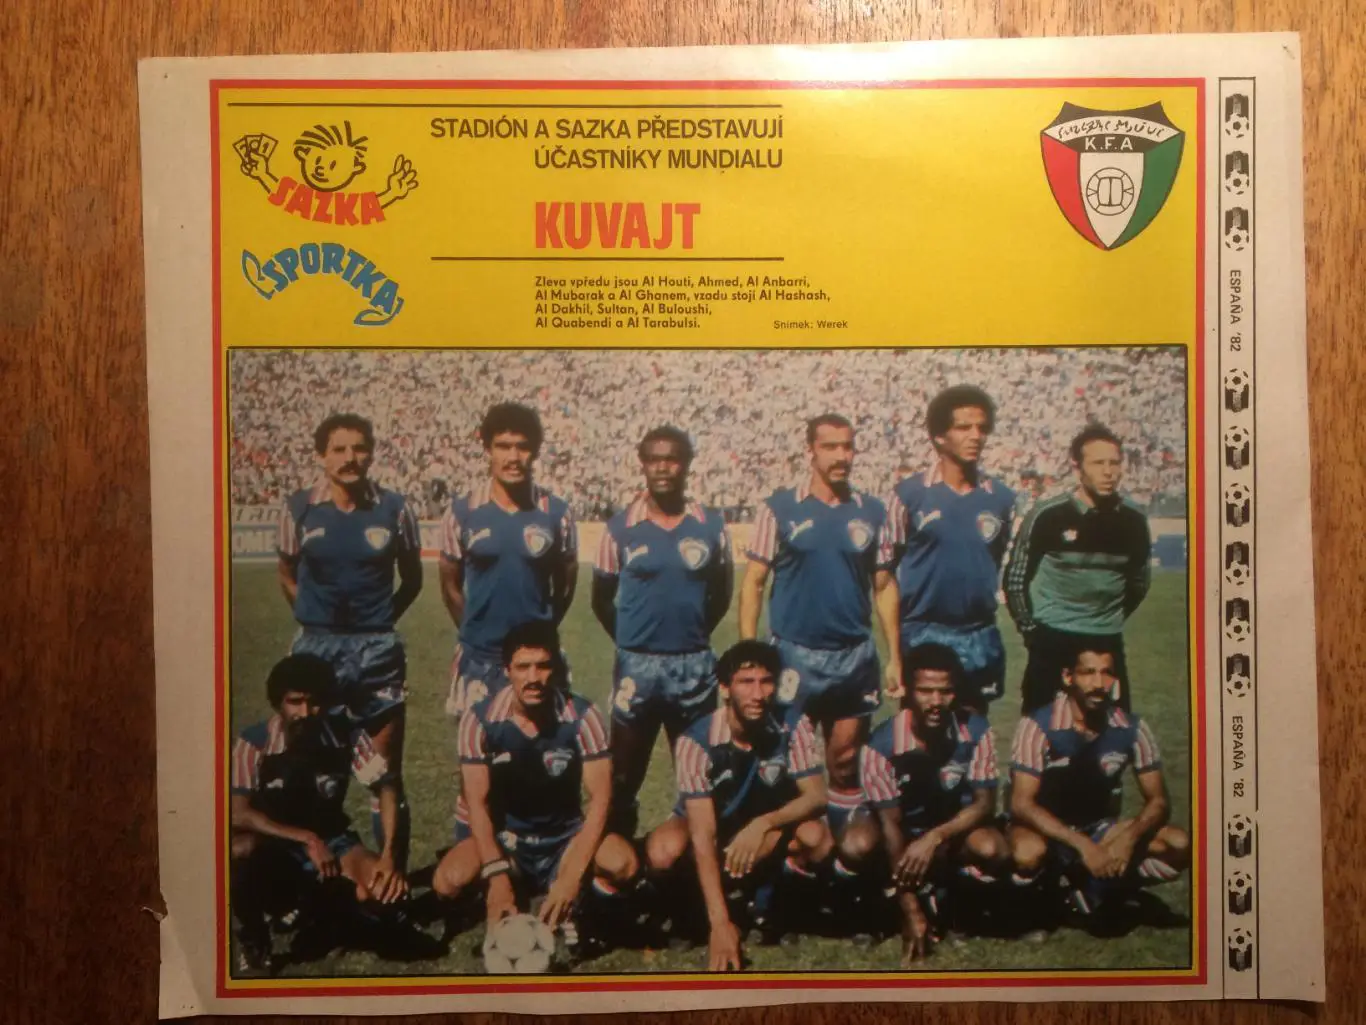 STADIÓN A SAZKA PŘEDSTAVUJÍ
ÚČASTNÍKY MUNDIALU
SAZKA
SPORTKA
KUVAJT
Zleva vpředu jsou Al Houti, Ahmed, Al Anbarri,
Al Mubarak a Al Ghanem, vzadu stojí Al Hashash,
Al Dakhil, Sultan, Al Buloushi,
Al Quabendi a Al Tarabulsi.
Snímek: Werek
K.F.A
ESPAÑA '82
ESPAÑA '82
2
9